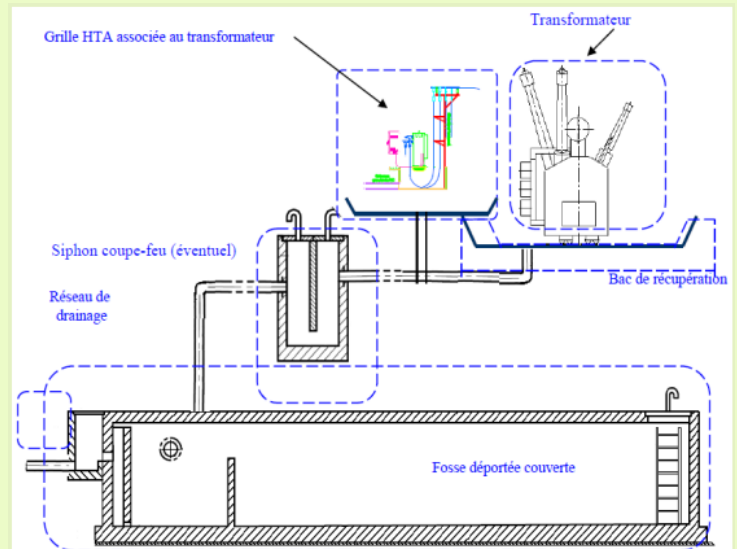 Transformateur
Grille HTA associée au transformateur
Siphon coupe-feu (éventuel)
Bac de récupération
Réseau de
drainage
Fosse déportée couverte